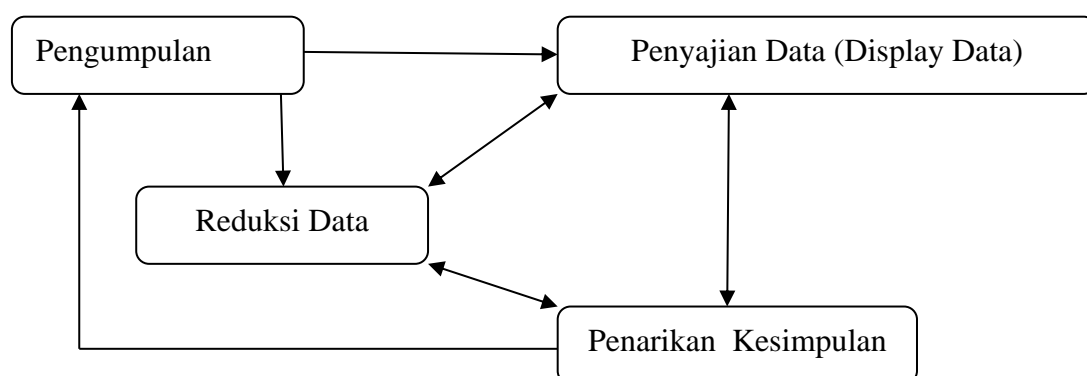 Pengumpulan
Penyajian Data (Display Data)
Reduksi Data
Penarikan Kesimpulan